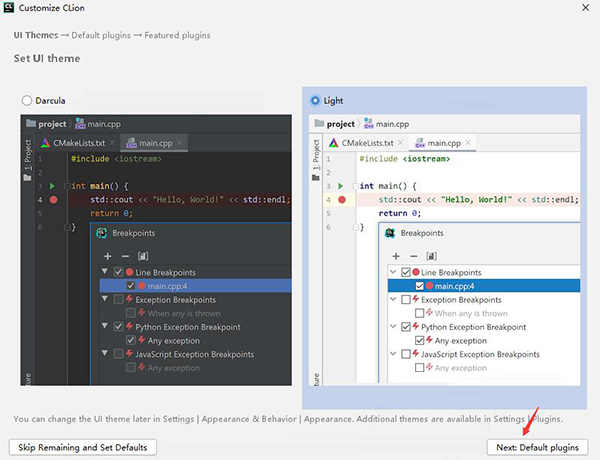 CL Customize CLion
UI Themes → Default plugins → Featured plugins
Set UI theme
Darcula
project main.cpp
CMakeLists.txt main.cpp
1: Project
1 #include <iostream>
2
3 int main() {
4 std::cout << "Hello, World!" << std::endl;
5 return 0;
6 }
Breakpoints
Line Breakpoints
main.cpp:4
Exception Breakpoints
When any is thrown
Python Exception Breakpoint
Any exception
JavaScript Exception Breakpoints
Any exception
ture
Light
project main.cpp
CMakeLists.txt main.cpp
1: Project
1 #include <iostream>
2
3 int main() {
4 std::cout << "Hello, World!" << std::endl;
5 return 0;
6 }
Breakpoints
Line Breakpoints
main.cpp:4
Exception Breakpoints
When any is thrown
Python Exception Breakpoint
Any exception
JavaScript Exception Breakpoints
Any exception
ture
You can change the UI theme later in Settings | Appearance & Behavior | Appearance. Additional themes are available in Settings | Plugins.
Skip Remaining and Set Defaults
Next: Default plugins